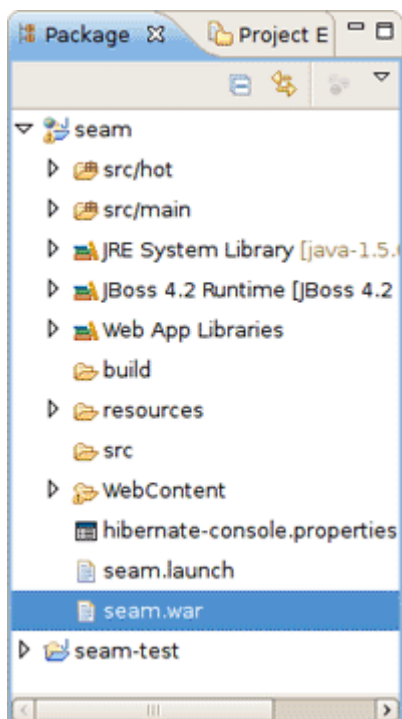 Package Project E
seam
src/hot
src/main
JRE System Library [java-1.5.
JBoss 4.2 Runtime [JBoss 4.2
Web App Libraries
build
resources
src
WebContent
hibernate-console.properties
seam.launch
seam.war
seam-test